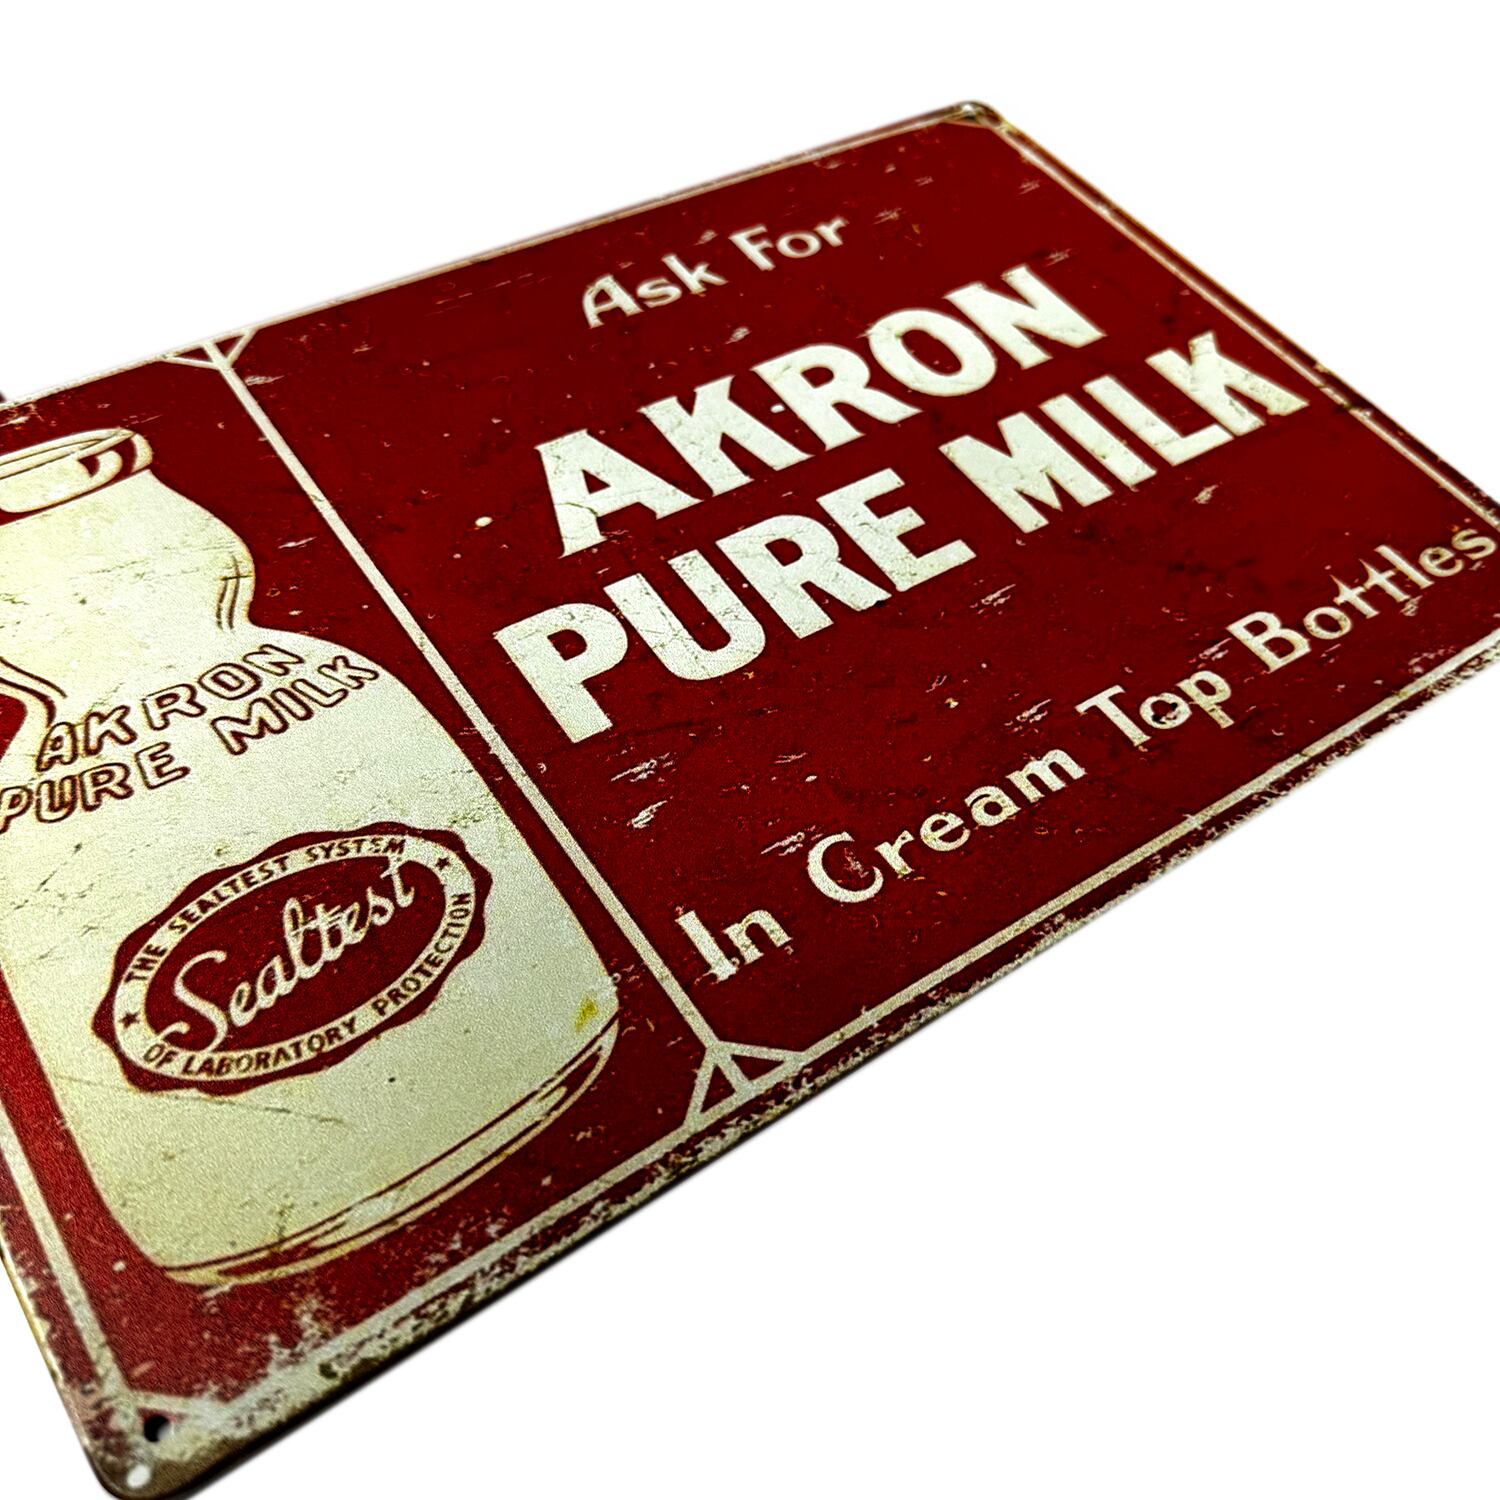 Ask For
AKRON
PURE MILK
In Cream Top Bottles
AKRON
PURE MILK
THE SEALTEST SYSTEM
Sealtest
OF LABORATORY PROTECTION